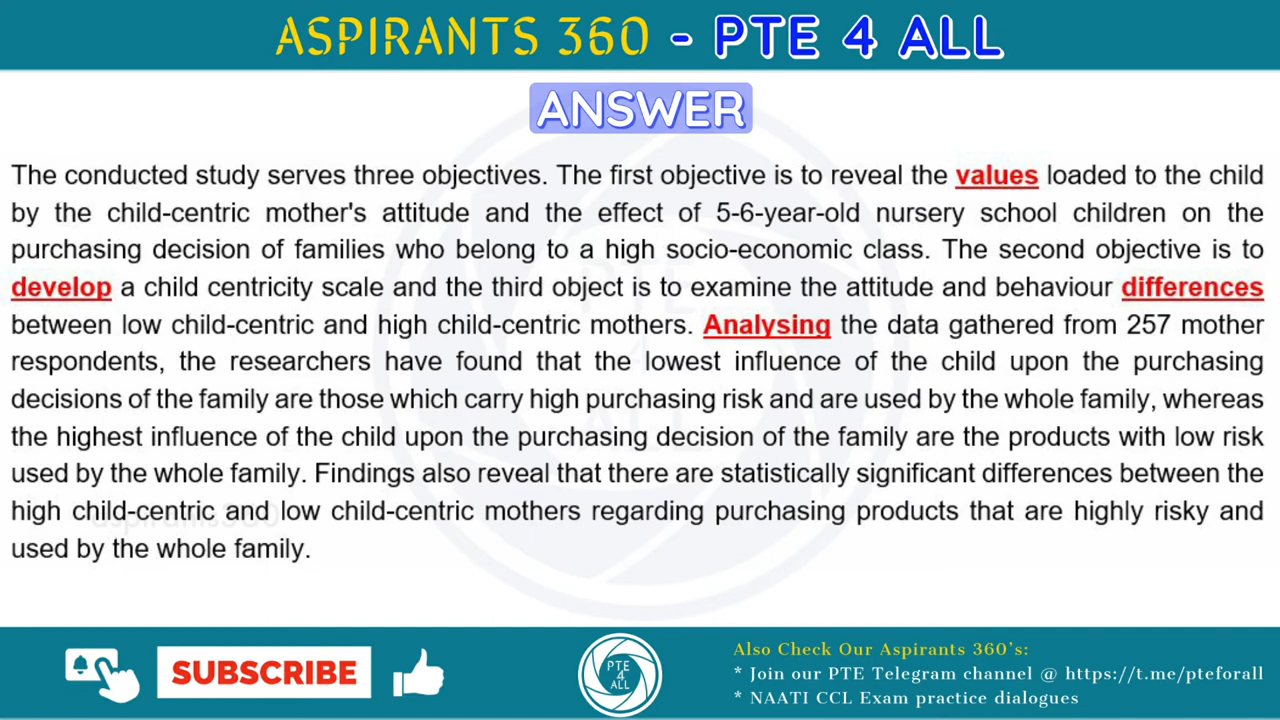 ASPIRANTS 360 - PTE 4 ALL
ANSWER
The conducted study serves three objectives. The first objective is to reveal the values loaded to the child
by the child-centric mother's attitude and the effect of 5-6-year-old nursery school children on the
purchasing decision of families who belong to a high socio-economic class. The second objective is to
develop a child centricity scale and the third object is to examine the attitude and behaviour differences
between low child-centric and high child-centric mothers. Analysing the data gathered from 257 mother
respondents, the researchers have found that the lowest influence of the child upon the purchasing
decisions of the family are those which carry high purchasing risk and are used by the whole family, whereas
the highest influence of the child upon the purchasing decision of the family are the products with low risk
used by the whole family. Findings also reveal that there are statistically significant differences between the
high child-centric and low child-centric mothers regarding purchasing products that are highly risky and
used by the whole family.
aspirants360
SUBSCRIBE
PTE
4
ALL
Also Check Our Aspirants 360's:
* Join our PTE Telegram channel @ https://t.me/pteforall
* NAATI CCL Exam practice dialogues